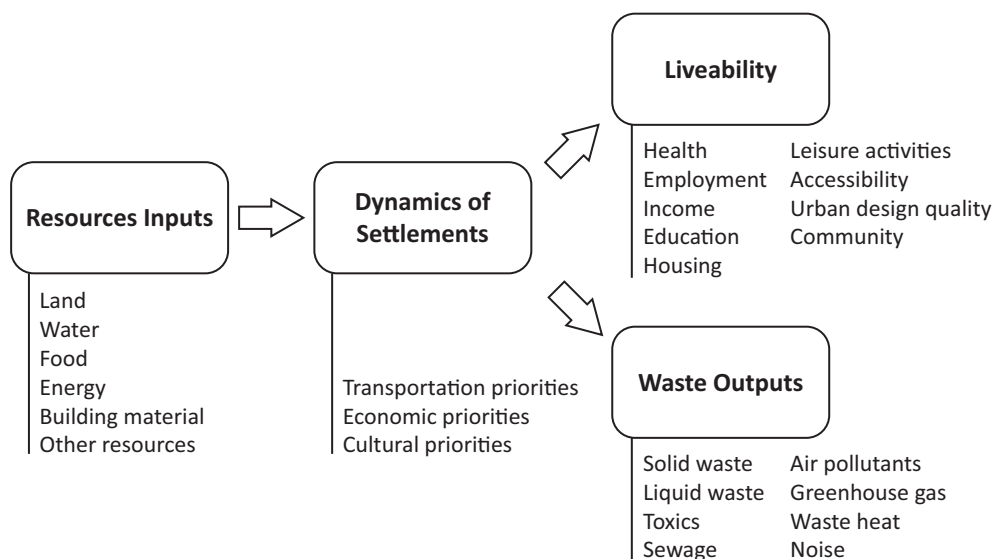 Resources Inputs
Land
Water
Food
Energy
Building material
Other resources
Dynamics of
Settlements
Transportation priorities
Economic priorities
Cultural priorities
Liveability
Health
Employment
Income
Education
Housing
Leisure activities
Accessibility
Urban design quality
Community
Waste Outputs
Solid waste
Liquid waste
Toxics
Sewage
Air pollutants
Greenhouse gas
Waste heat
Noise